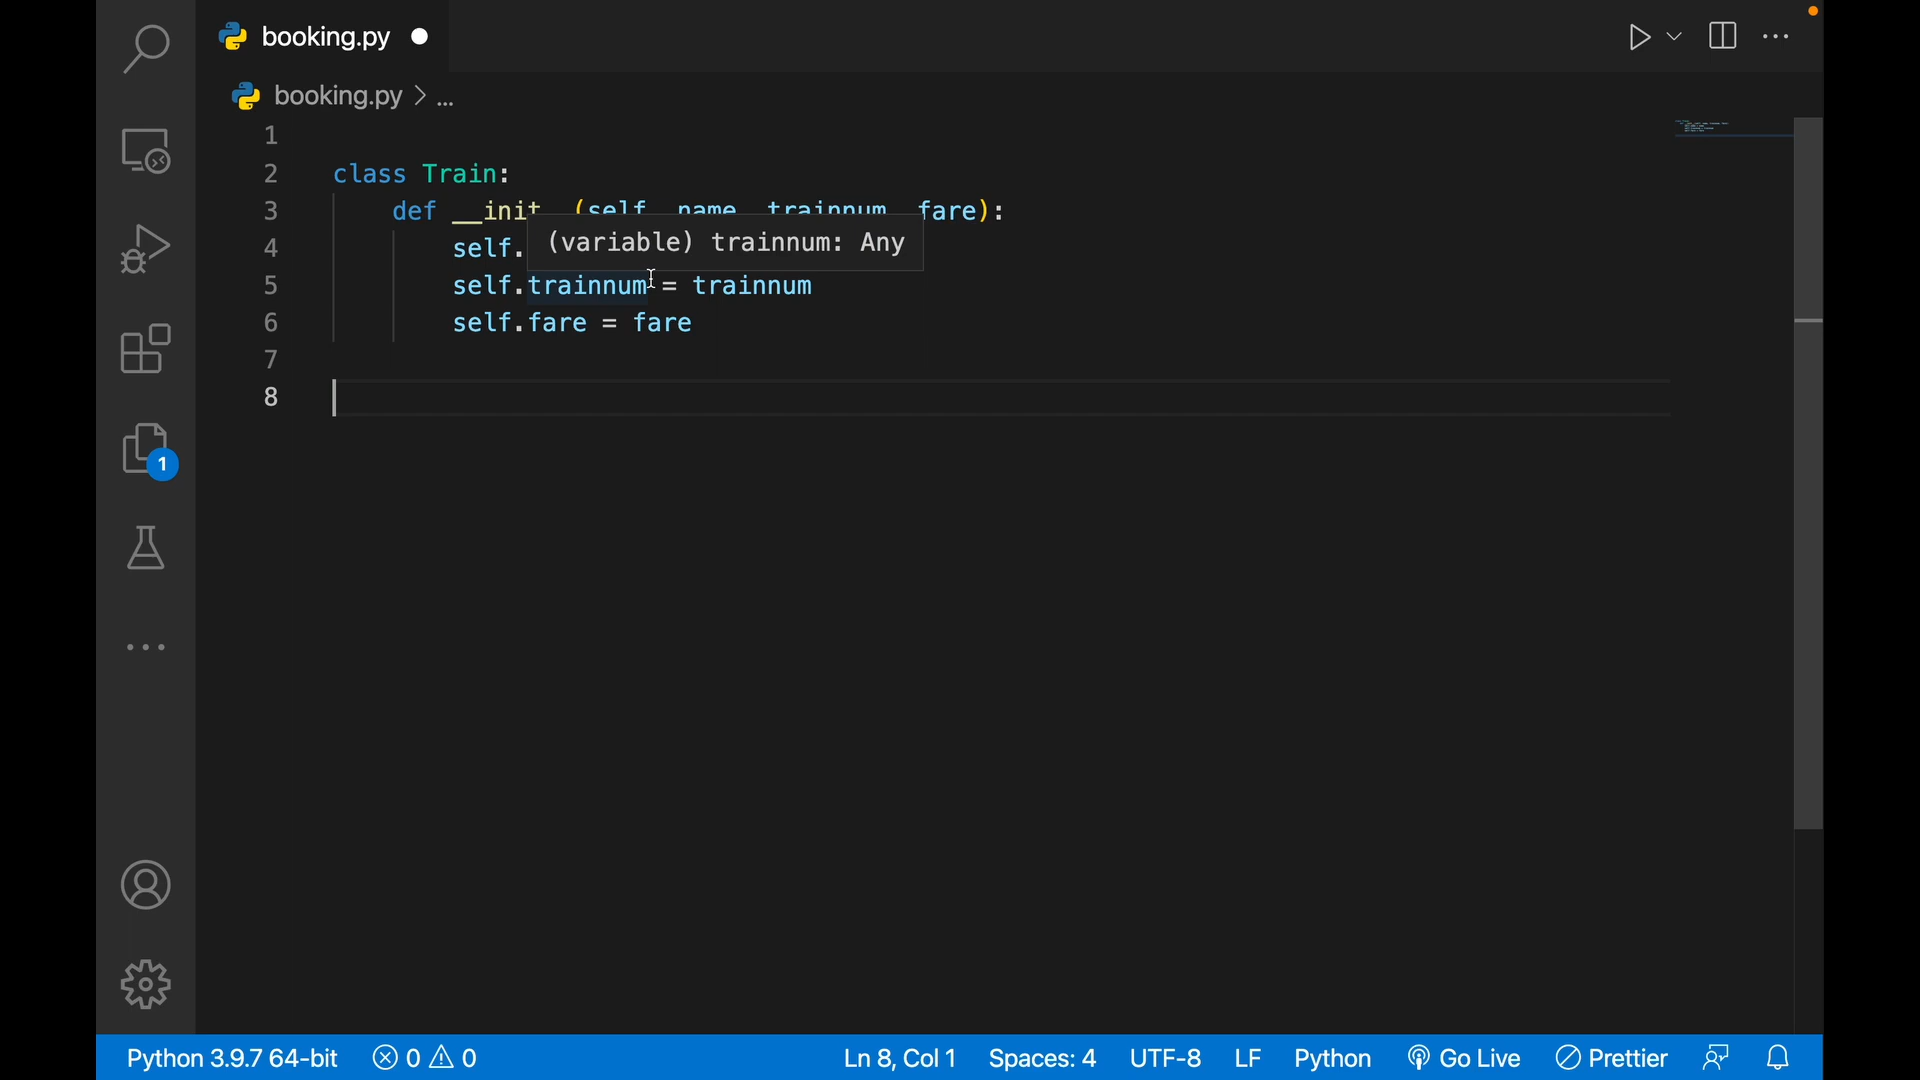 booking.py
booking.py > ...
1
2 class Train:
3 def __init__(self, name, trainnum, fare):
4 self.
(variable) trainnum: Any
5 self.trainnum = trainnum
6 self.fare = fare
7
8
1
Python 3.9.7 64-bit 0 0 Ln 8, Col 1 Spaces: 4 UTF-8 LF Python Go Live Prettier